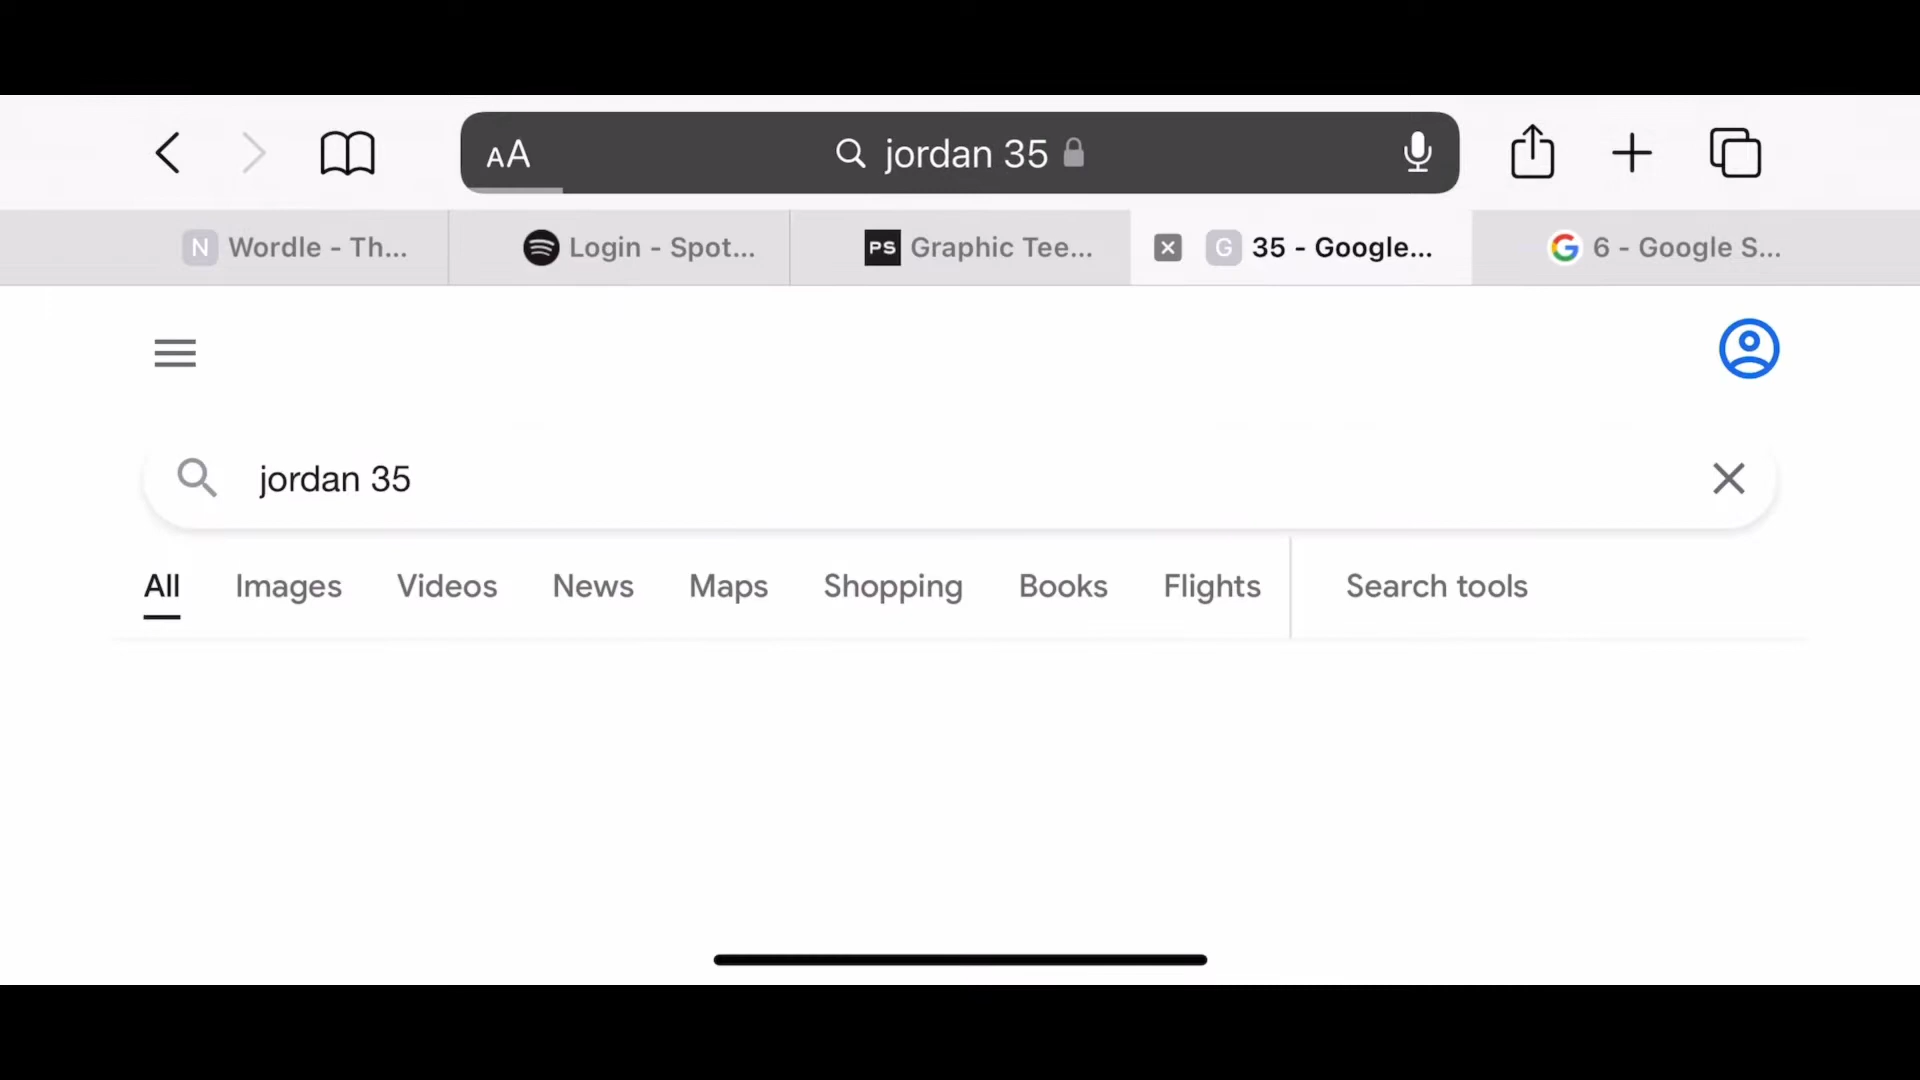 AA jordan 35
N Wordle - Th... Login - Spot... PS Graphic Tee... G 35 - Google... G 6 - Google S...
jordan 35
All Images Videos News Maps Shopping Books Flights Search tools